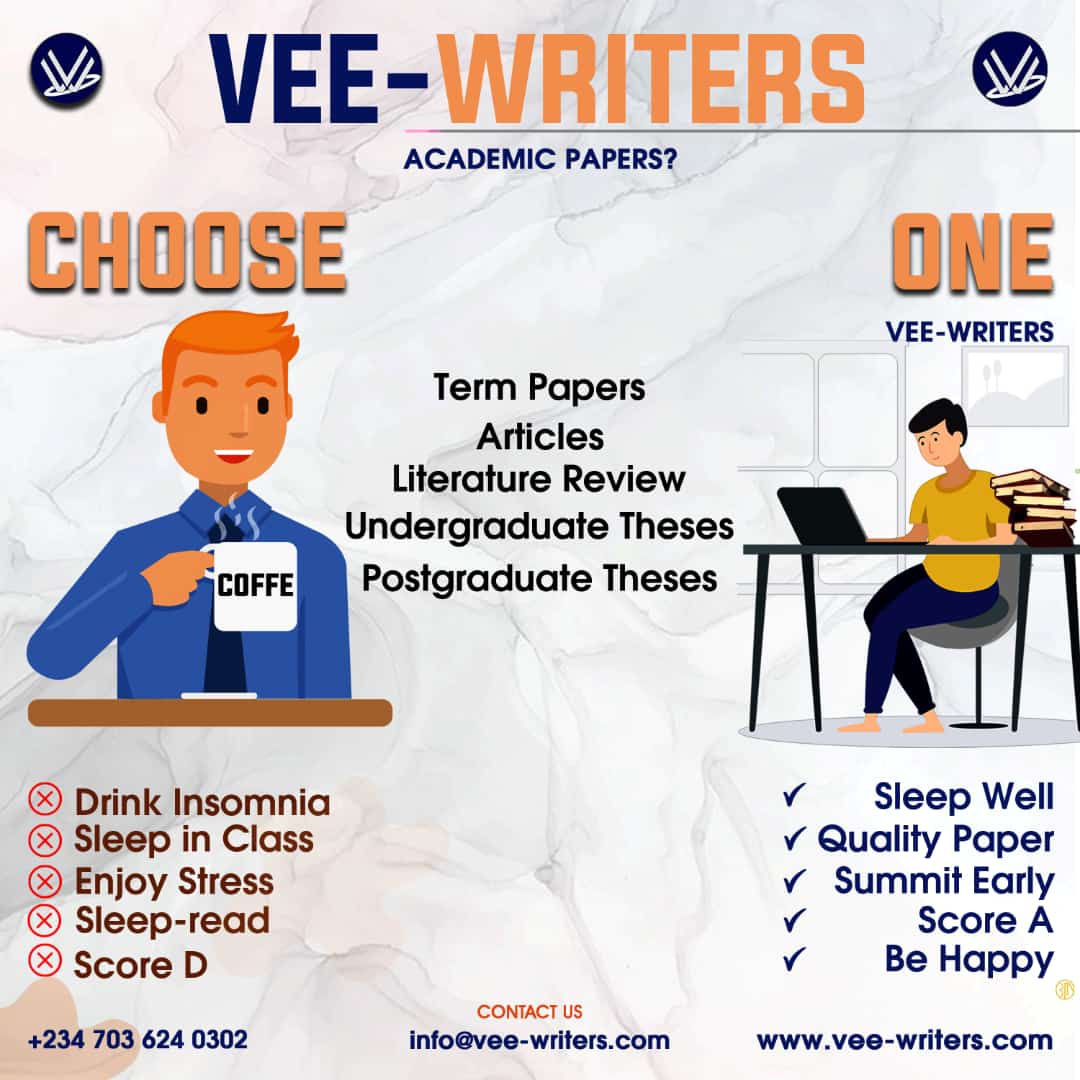 VEE-WRITERS
ACADEMIC PAPERS?
CHOOSE
ONE
VEE-WRITERS
Term Papers
Articles
Literature Review
Undergraduate Theses
Postgraduate Theses
COFFE
Drink Insomnia
Sleep in Class
Enjoy Stress
Sleep-read
Score D
Sleep Well
Quality Paper
Summit Early
Score A
Be Happy
CONTACT US
+234 703 624 0302
info@vee-writers.com
www.vee-writers.com